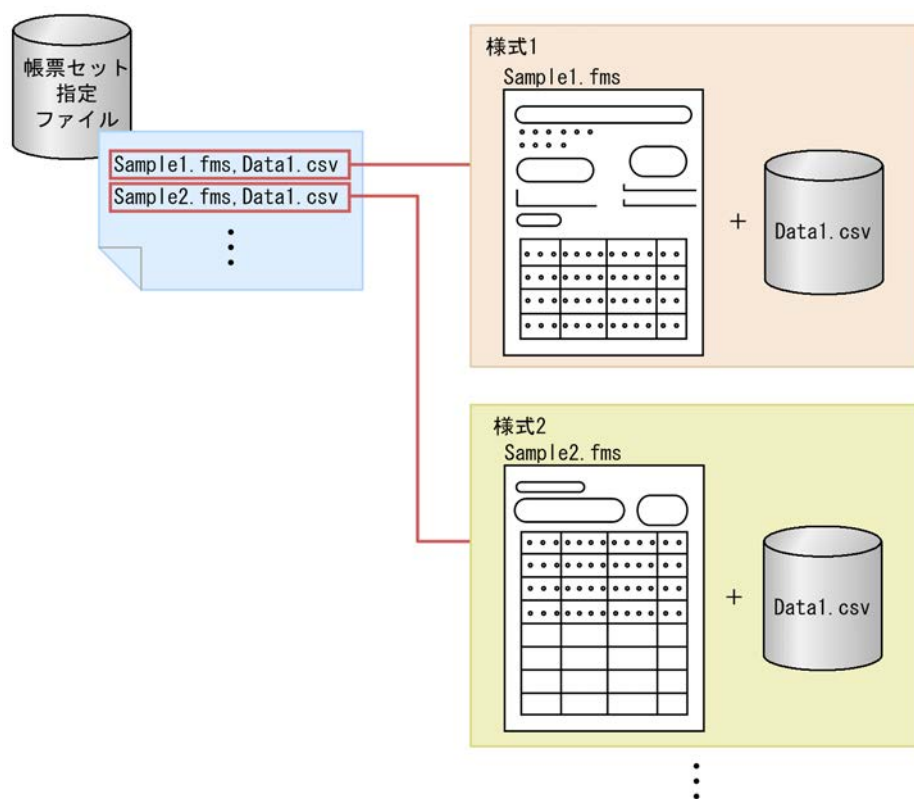 帳票セット
指定
ファイル
Sample1.fms,Data1.csv
Sample2.fms,Data1.csv
様式1
Sample1.fms
+
Data1.csv
様式2
Sample2.fms
+
Data1.csv